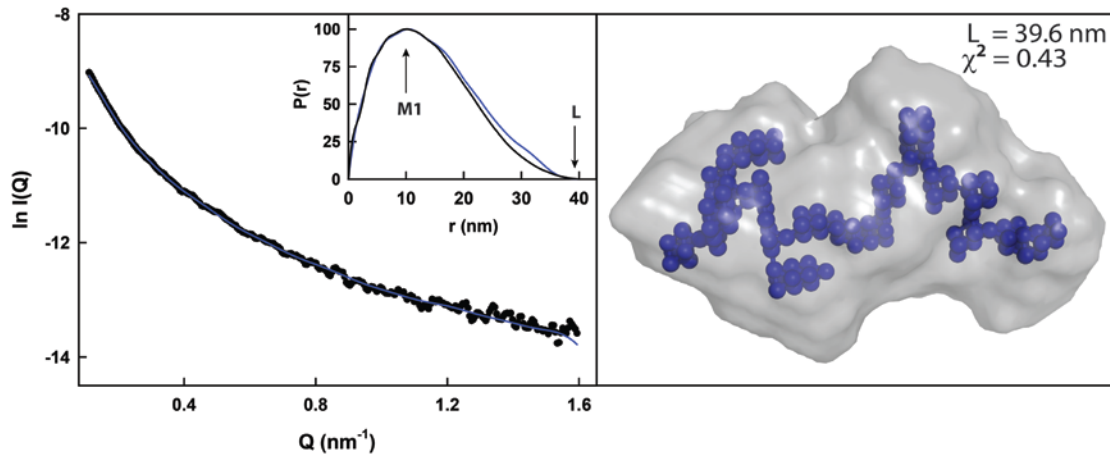 -8
-10
-12
-14
ln I(Q)
0.4
0.8
1.2
1.6
Q (nm⁻¹)
100
75
50
25
0
P(r)
0
10
20
30
40
r (nm)
M1
L
L = 39.6 nm
χ² = 0.43